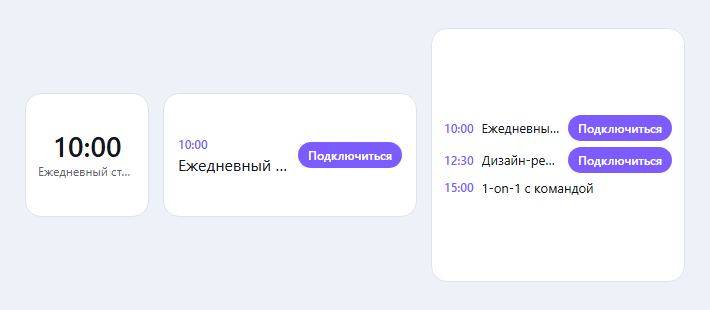 10:00
Ежедневный ст...
10:00
Ежедневный ...
Подключиться
10:00 Ежедневны... Подключиться
12:30 Дизайн-ре... Подключиться
15:00 1-on-1 с командой